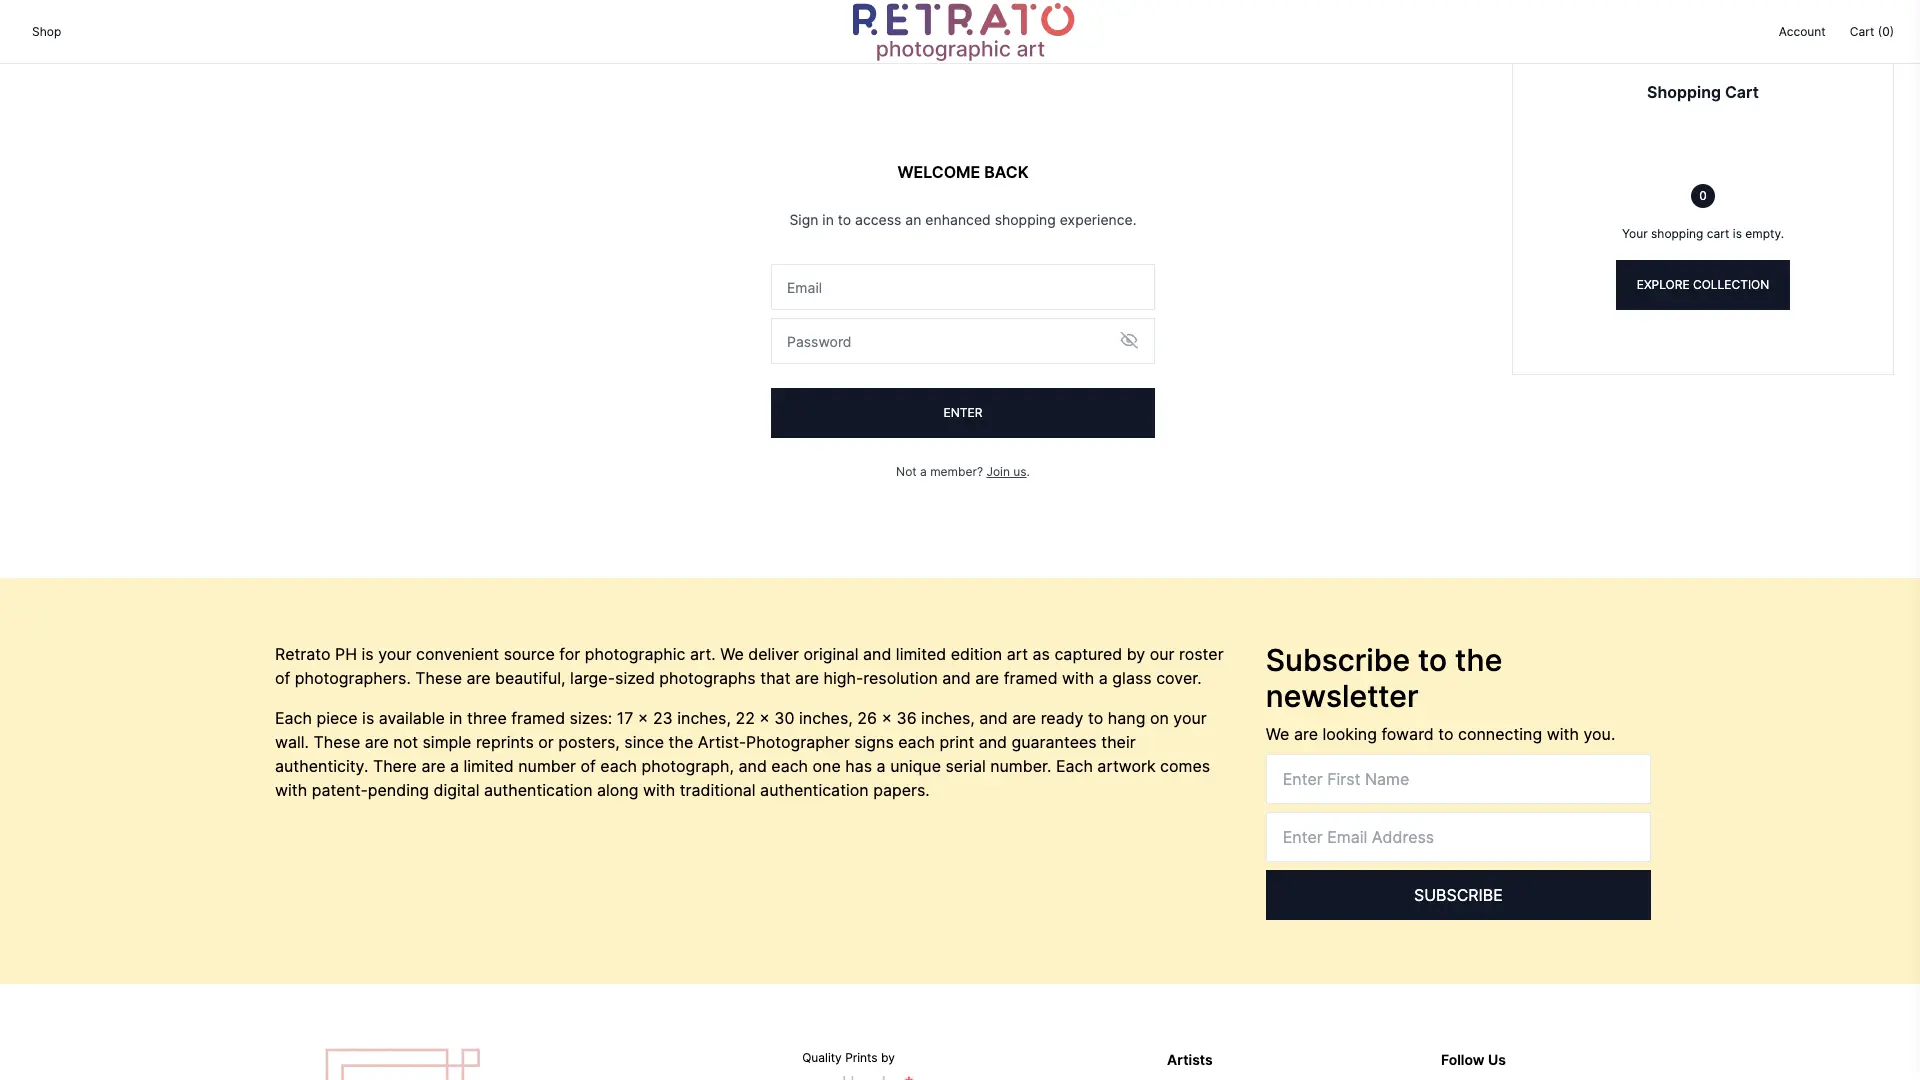 Shop
RETRATO
photographic art
Account
Cart (0)
Shopping Cart
0
Your shopping cart is empty.
EXPLORE COLLECTION
WELCOME BACK
Sign in to access an enhanced shopping experience.
Email
Password
ENTER
Not a member? Join us.
Retrato PH is your convenient source for photographic art. We deliver original and limited edition art as captured by our roster
of photographers. These are beautiful, large-sized photographs that are high-resolution and are framed with a glass cover.
Each piece is available in three framed sizes: 17 × 23 inches, 22 × 30 inches, 26 × 36 inches, and are ready to hang on your
wall. These are not simple reprints or posters, since the Artist-Photographer signs each print and guarantees their
authenticity. There are a limited number of each photograph, and each one has a unique serial number. Each artwork comes
with patent-pending digital authentication along with traditional authentication papers.
Subscribe to the
newsletter
We are looking foward to connecting with you.
Enter First Name
Enter Email Address
SUBSCRIBE
Quality Prints by
Artists
Follow Us